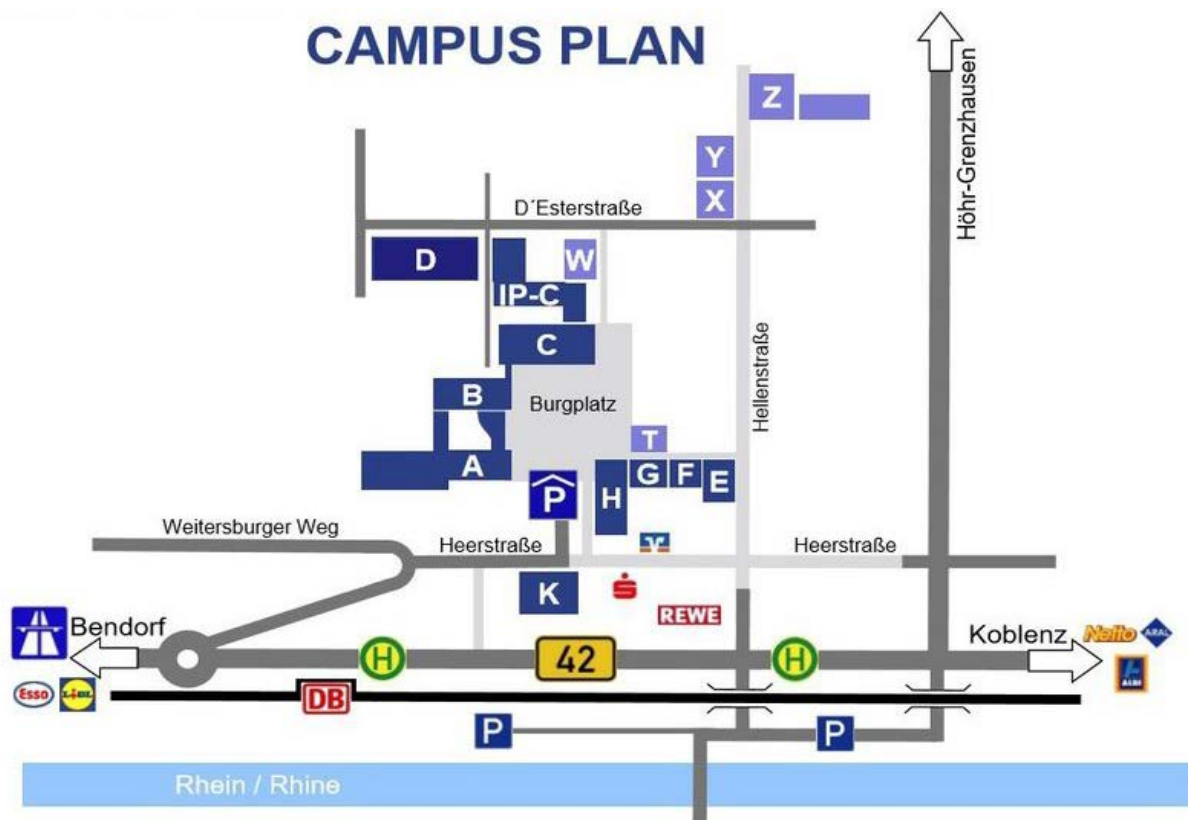 CAMPUS PLAN
Höhr-Grenzhausen
Z
Y
X
D´Esterstraße
D
W
IP-C
C
Hellenstraße
B
Burgplatz
T
A
G
F
E
H
P
Weitersburger Weg
Heerstraße
Heerstraße
K
S
REWE
Bendorf
Koblenz
Netto
ARAL
H
42
H
ALDI
Esso
LIDL
DB
P
P
Rhein / Rhine